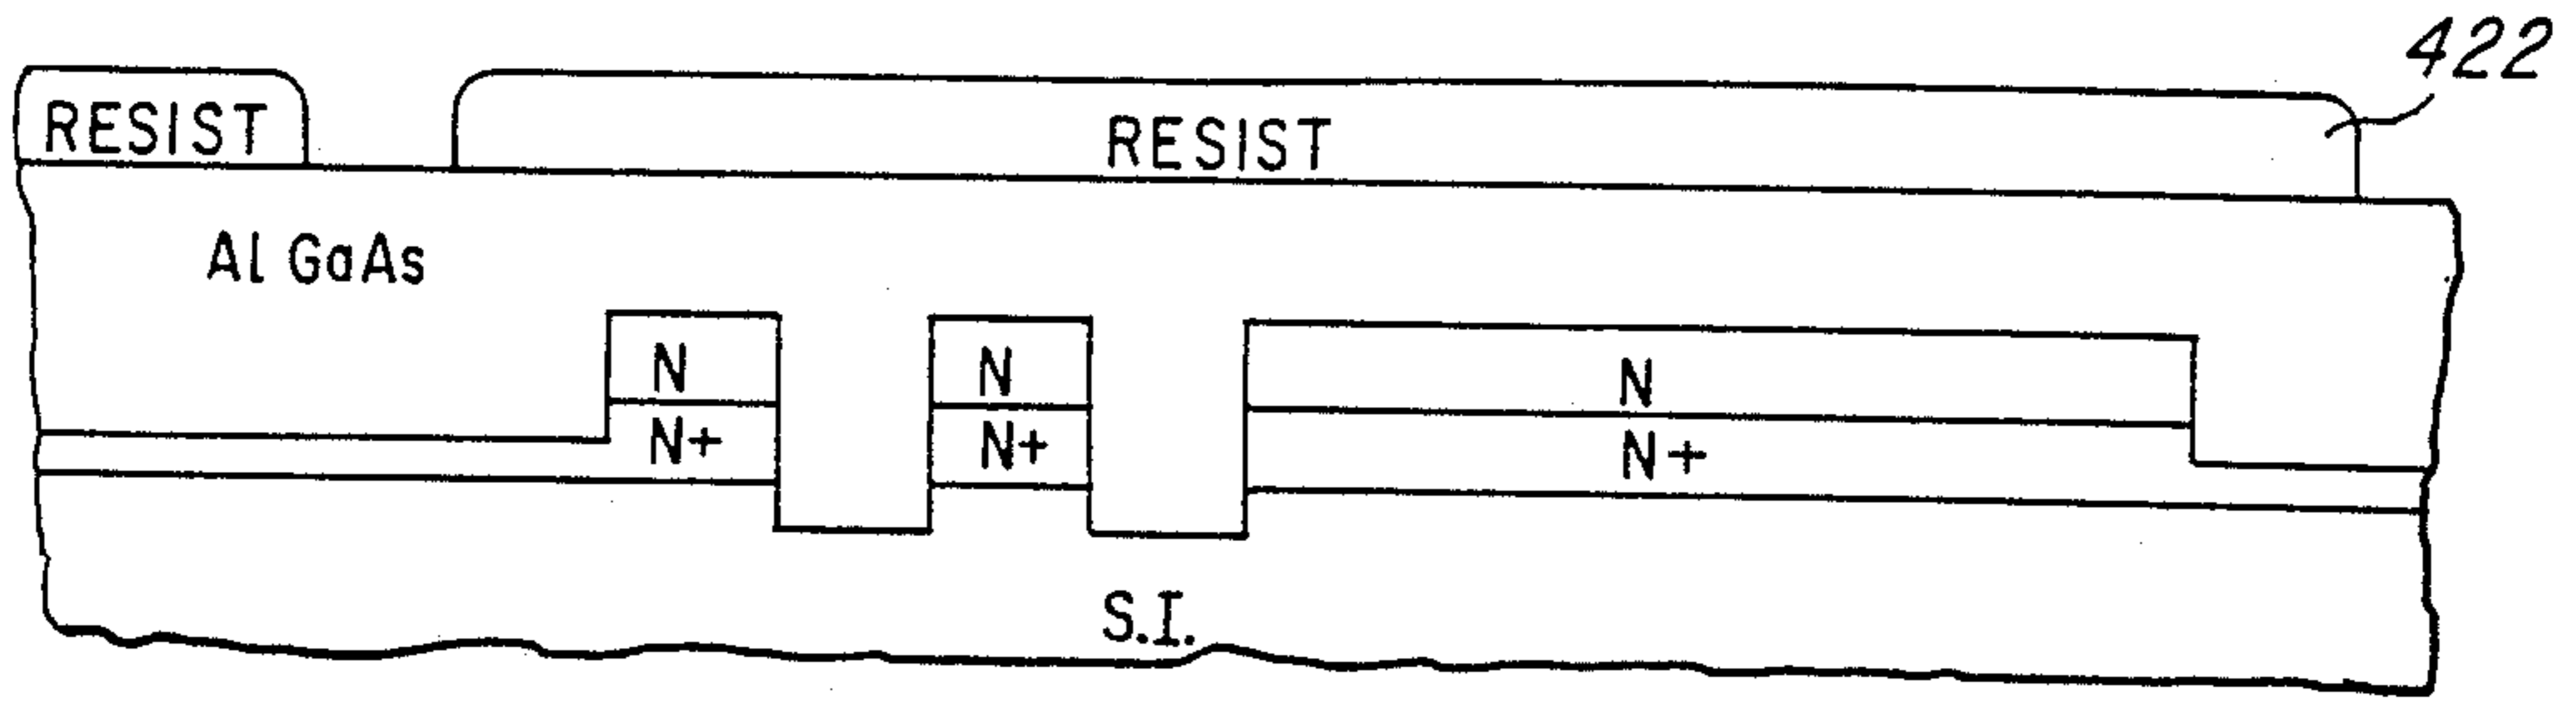 422
RESIST RESIST
Al GaAs
N N N
N+ N+ N+
S.I.